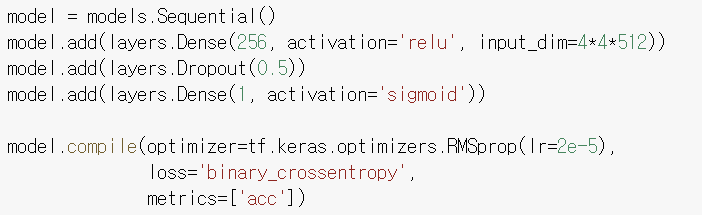 model = models.Sequential()
model.add(layers.Dense(256, activation='relu', input_dim=4*4*512))
model.add(layers.Dropout(0.5))
model.add(layers.Dense(1, activation='sigmoid'))
model.compile(optimizer=tf.keras.optimizers.RMSprop(lr=2e-5),
loss='binary_crossentropy',
metrics=['acc'])